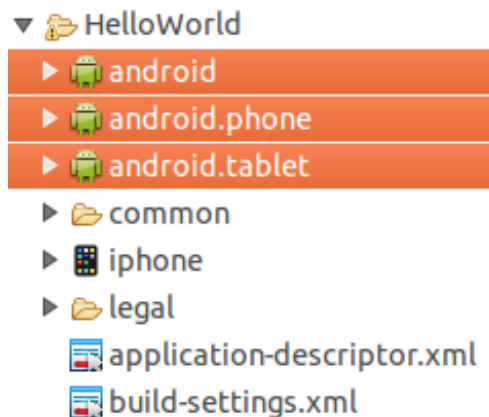 HelloWorld
android
android.phone
android.tablet
common
iphone
legal
application-descriptor.xml
build-settings.xml